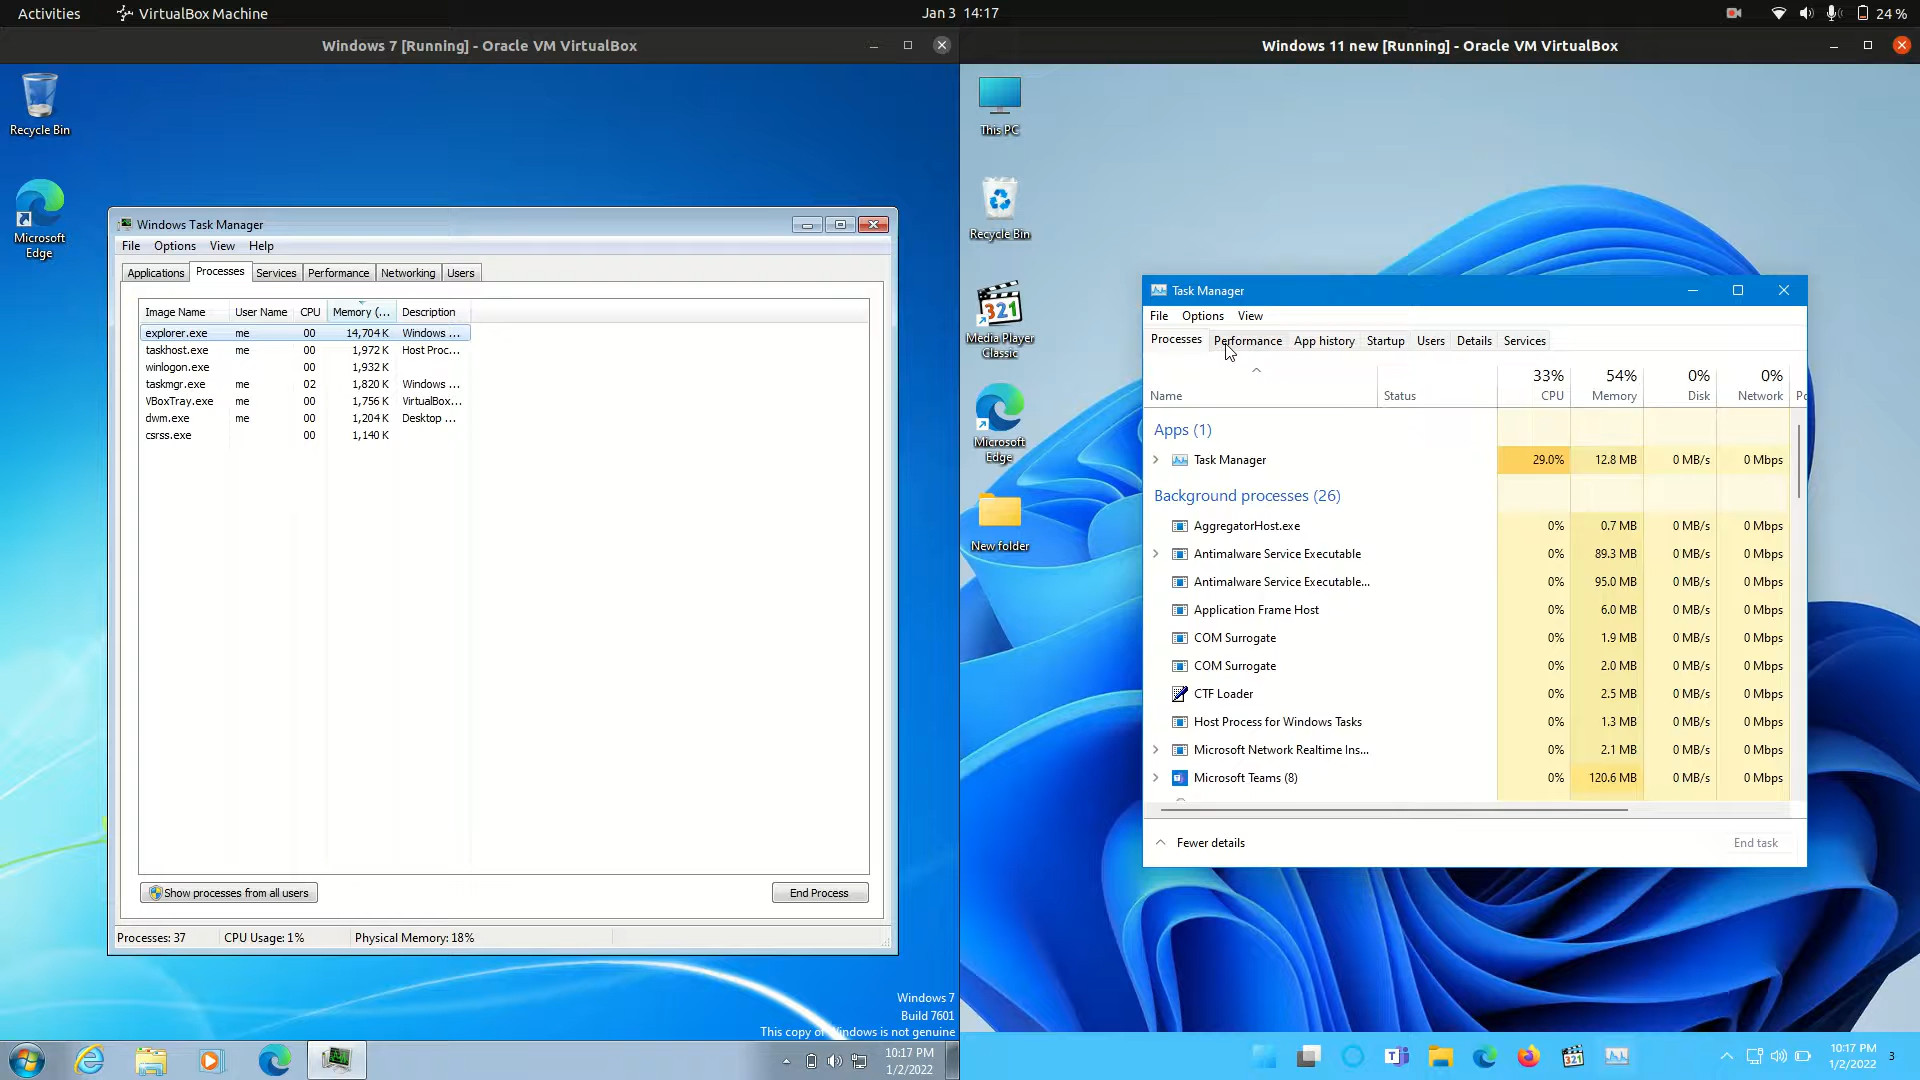 Activities
VirtualBox Machine
Jan 3 14:17
24 %
Windows 7 [Running] - Oracle VM VirtualBox
Recycle Bin
Microsoft
Edge
Windows Task Manager
File Options View Help
Applications Processes Services Performance Networking Users
Image Name User Name CPU Memory (... Description
explorer.exe me 00 14,704 K Windows ...
taskhost.exe me 00 1,972 K Host Proc...
winlogon.exe 00 1,932 K
taskmgr.exe me 02 1,820 K Windows ...
VBoxTray.exe me 00 1,756 K VirtualBox...
dwm.exe me 00 1,204 K Desktop ...
csrss.exe 00 1,140 K
Show processes from all users
End Process
Processes: 37 CPU Usage: 1% Physical Memory: 18%
Windows 7
Build 7601
This copy of Windows is not genuine
10:17 PM
1/2/2022
Windows 11 new [Running] - Oracle VM VirtualBox
This PC
Recycle Bin
321
Media Player
Classic
Microsoft
Edge
New folder
Task Manager
File Options View
Processes Performance App history Startup Users Details Services
33% 54% 0% 0%
Name Status CPU Memory Disk Network Po
Apps (1)
Task Manager 29.0% 12.8 MB 0 MB/s 0 Mbps
Background processes (26)
AggregatorHost.exe 0% 0.7 MB 0 MB/s 0 Mbps
Antimalware Service Executable 0% 89.3 MB 0 MB/s 0 Mbps
Antimalware Service Executable... 0% 95.0 MB 0 MB/s 0 Mbps
Application Frame Host 0% 6.0 MB 0 MB/s 0 Mbps
COM Surrogate 0% 1.9 MB 0 MB/s 0 Mbps
COM Surrogate 0% 2.0 MB 0 MB/s 0 Mbps
CTF Loader 0% 2.5 MB 0 MB/s 0 Mbps
Host Process for Windows Tasks 0% 1.3 MB 0 MB/s 0 Mbps
Microsoft Network Realtime Ins... 0% 2.1 MB 0 MB/s 0 Mbps
Microsoft Teams (8) 0% 120.6 MB 0 MB/s 0 Mbps
Fewer details
End task
321
10:17 PM
1/2/2022
3